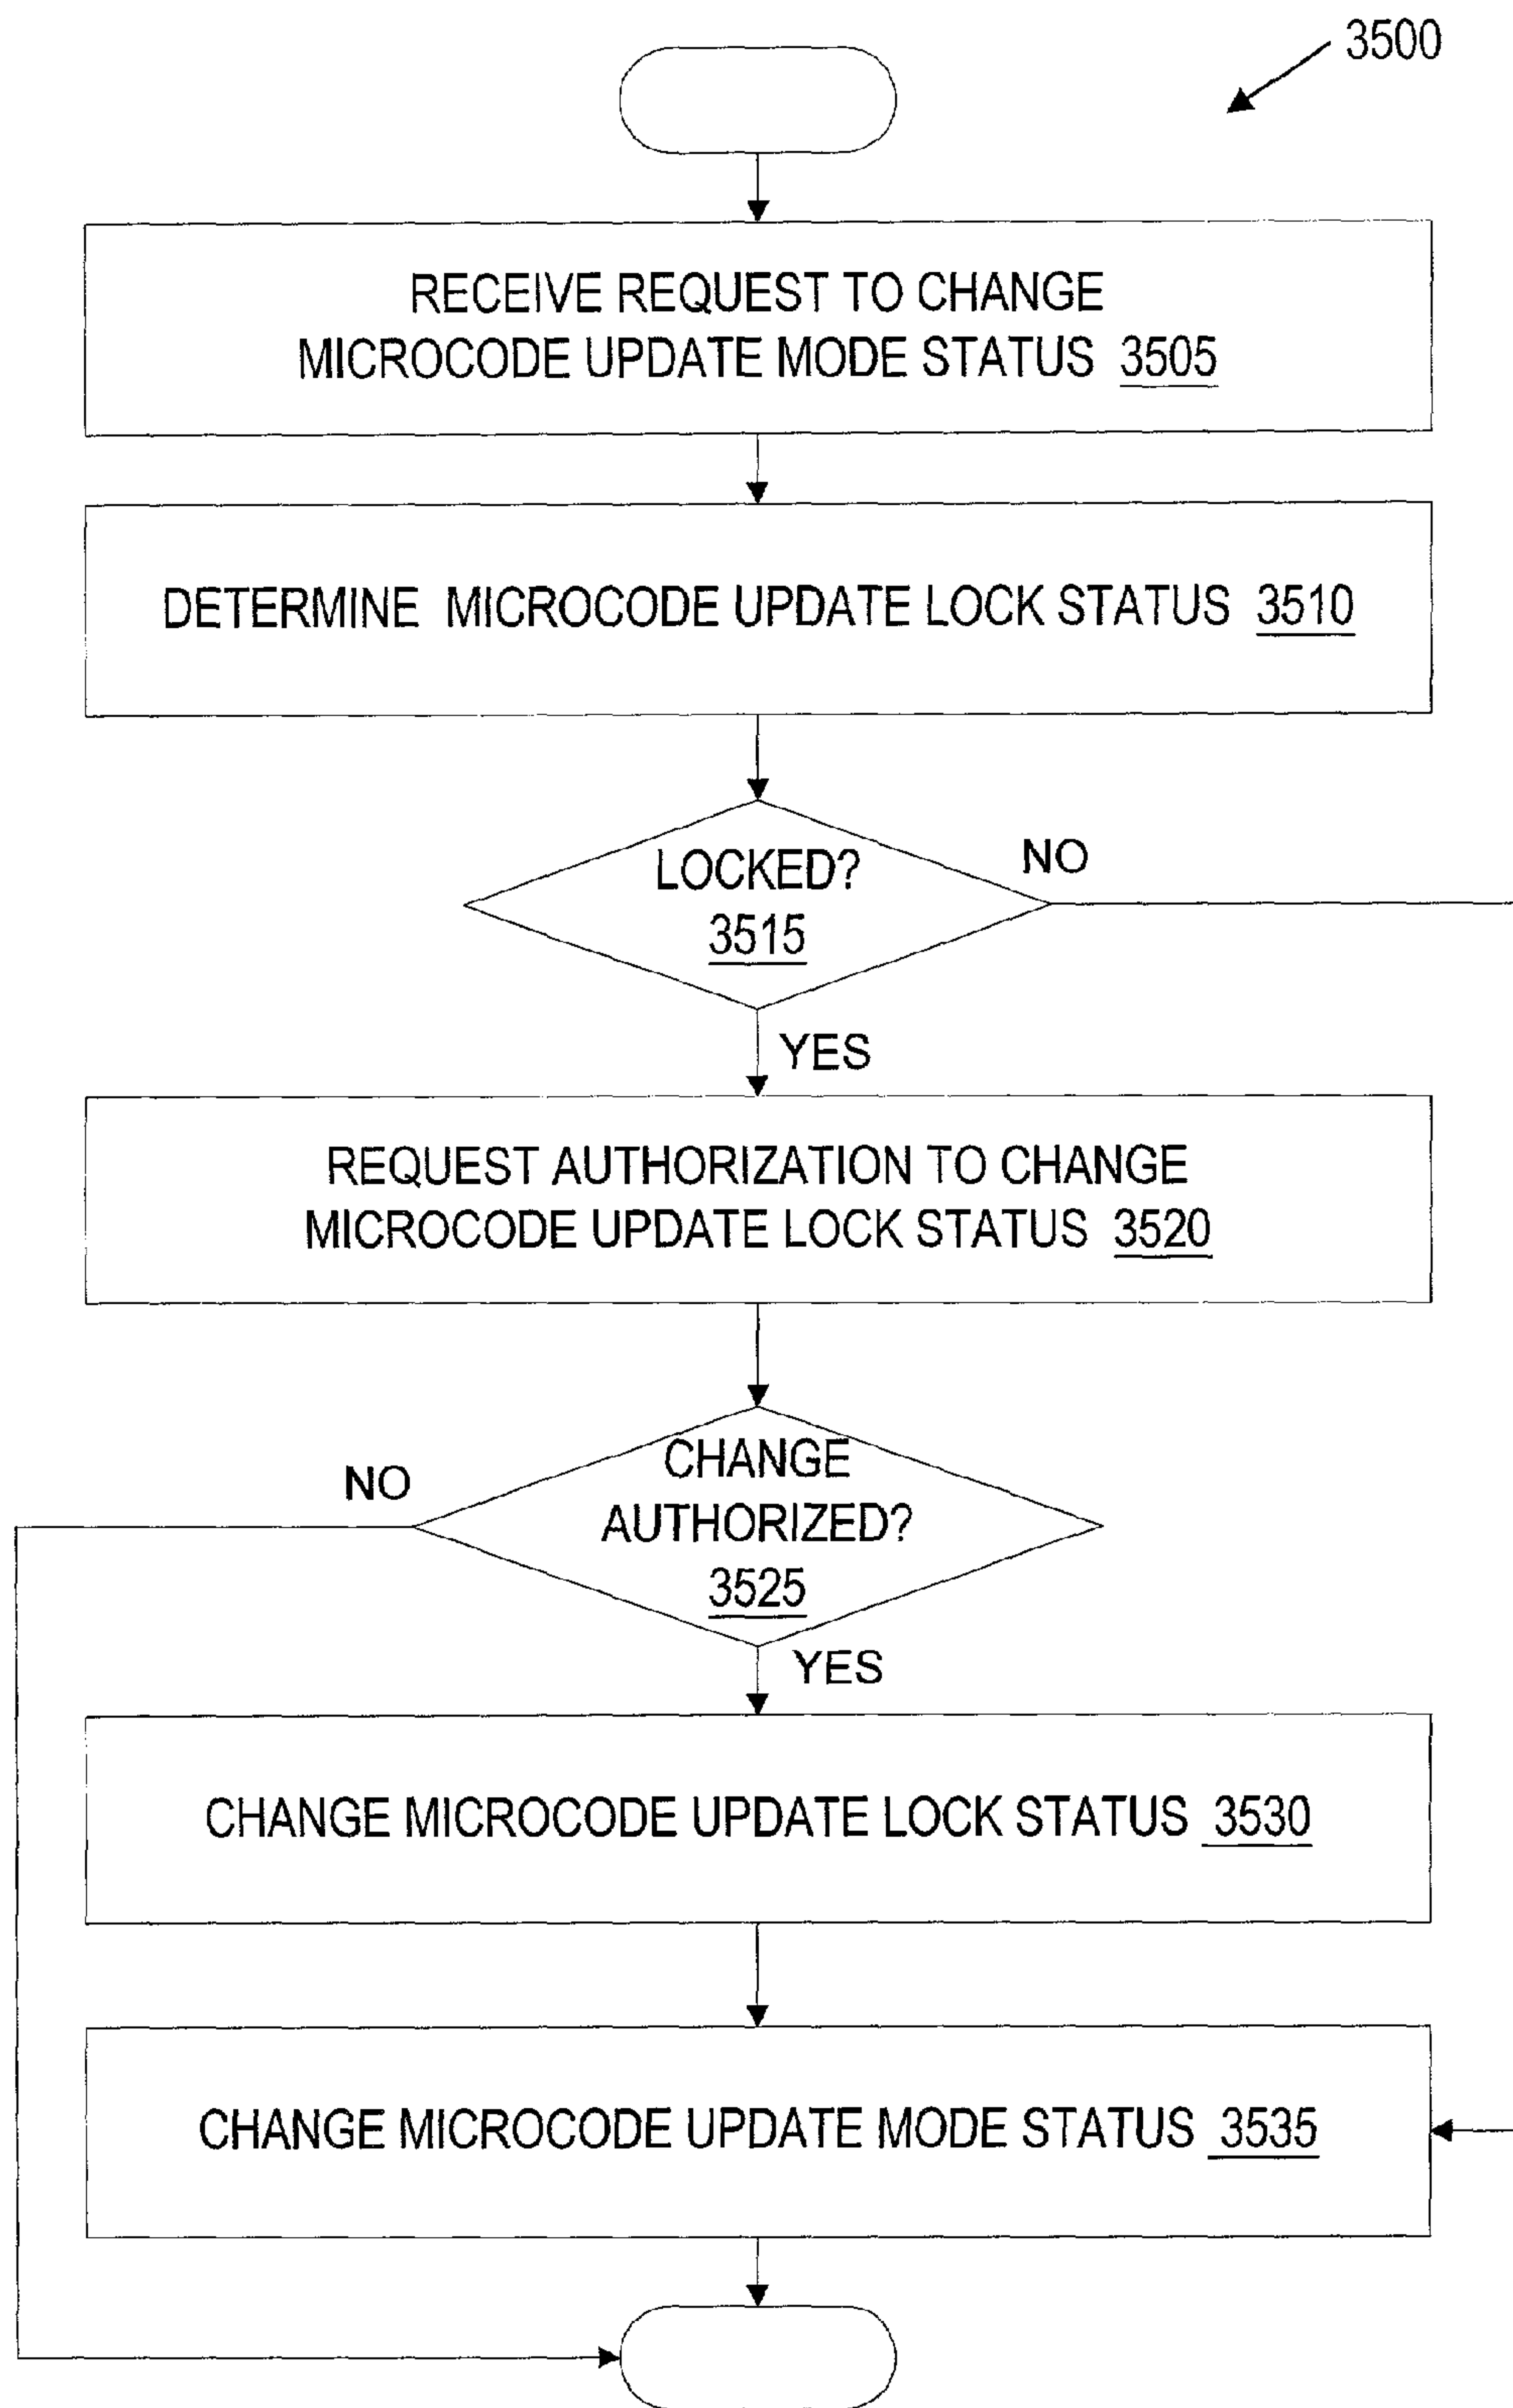 3500
RECEIVE REQUEST TO CHANGE
MICROCODE UPDATE MODE STATUS 3505
DETERMINE MICROCODE UPDATE LOCK STATUS 3510
LOCKED?
3515
NO
YES
REQUEST AUTHORIZATION TO CHANGE
MICROCODE UPDATE LOCK STATUS 3520
CHANGE
AUTHORIZED?
3525
NO
YES
CHANGE MICROCODE UPDATE LOCK STATUS 3530
CHANGE MICROCODE UPDATE MODE STATUS 3535